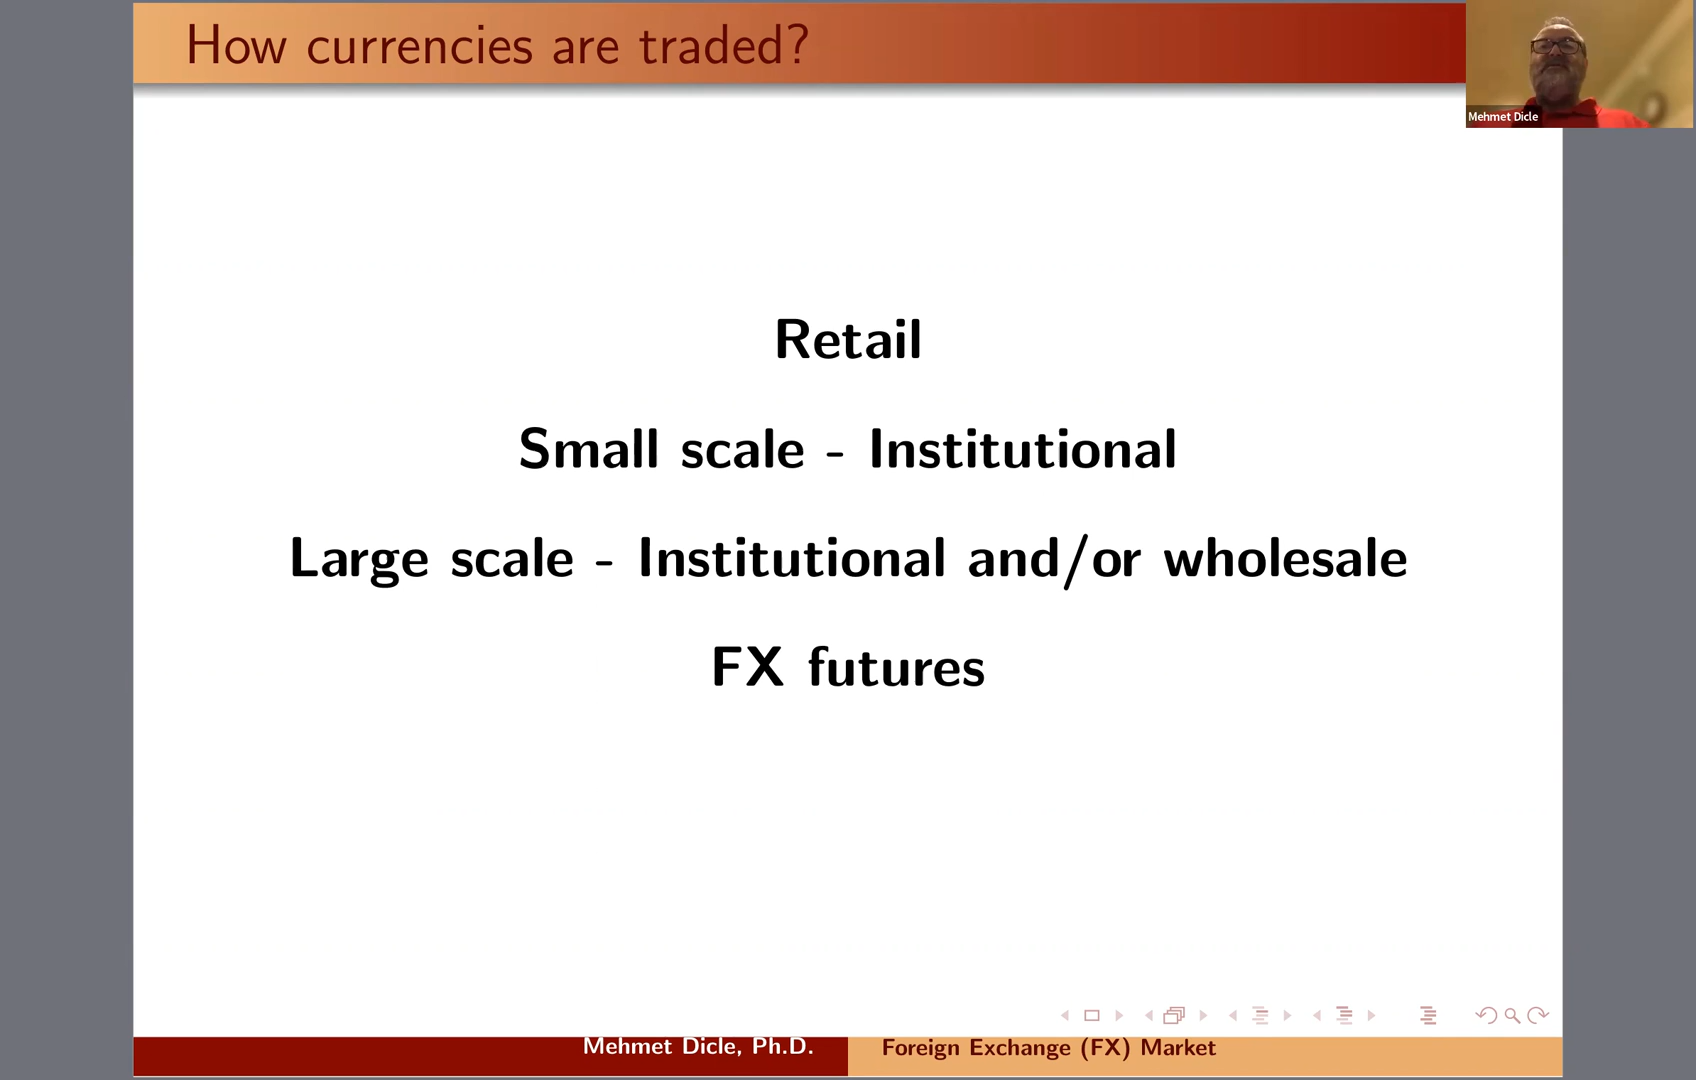 How currencies are traded?
Mehmet Dicle
Retail
Small scale - Institutional
Large scale - Institutional and/or wholesale
FX futures
Mehmet Dicle, Ph.D.
Foreign Exchange (FX) Market